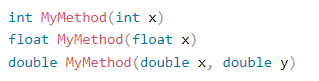 int MyMethod(int x)
float MyMethod(float x)
double MyMethod(double x, double y)